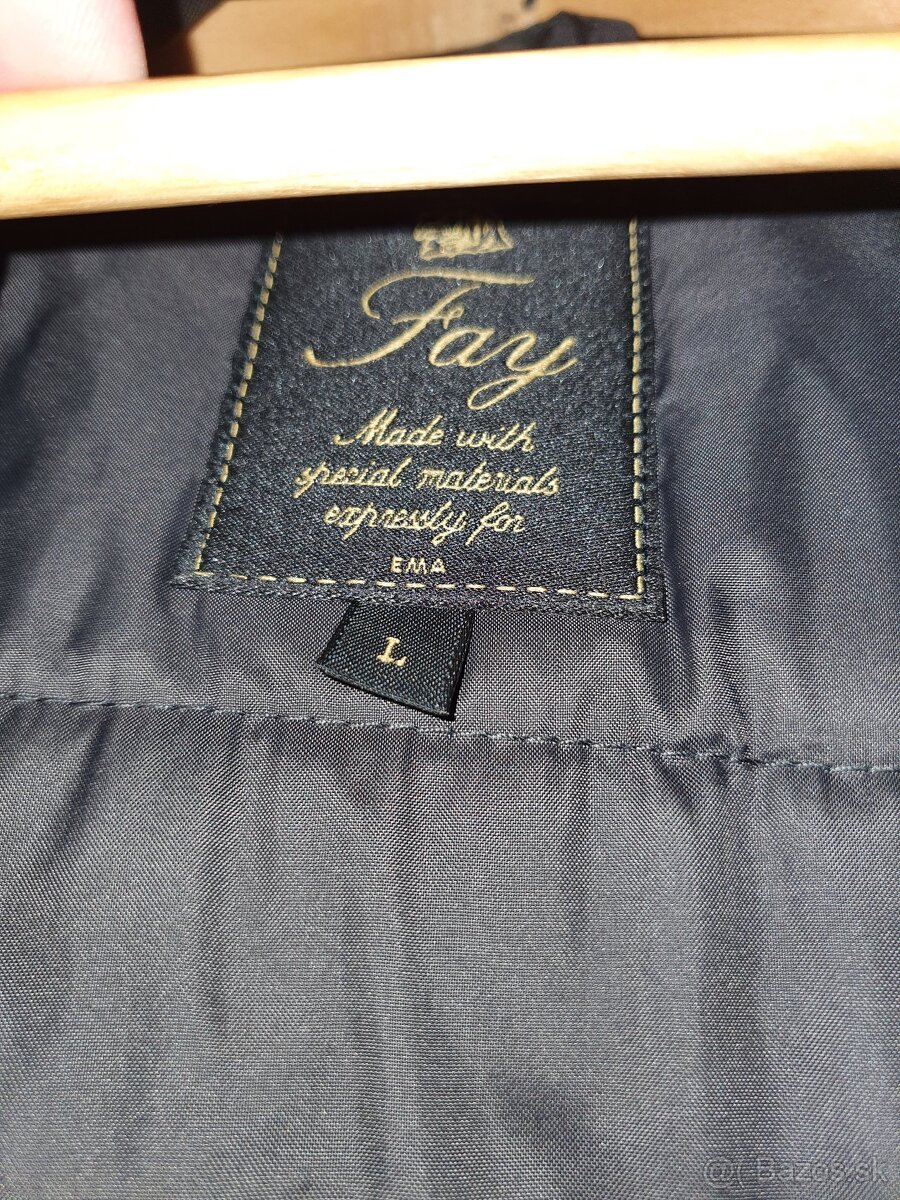 Fay
Made with
special materials
expressly for
EMA
L
@Bazos.sk